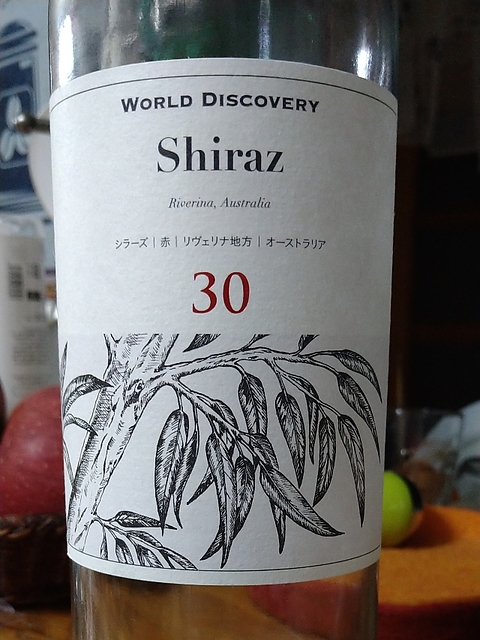 WORLD DISCOVERY
Shiraz
Riverina, Australia
シラーズ | 赤 | リヴェリナ地方 | オーストラリア
30